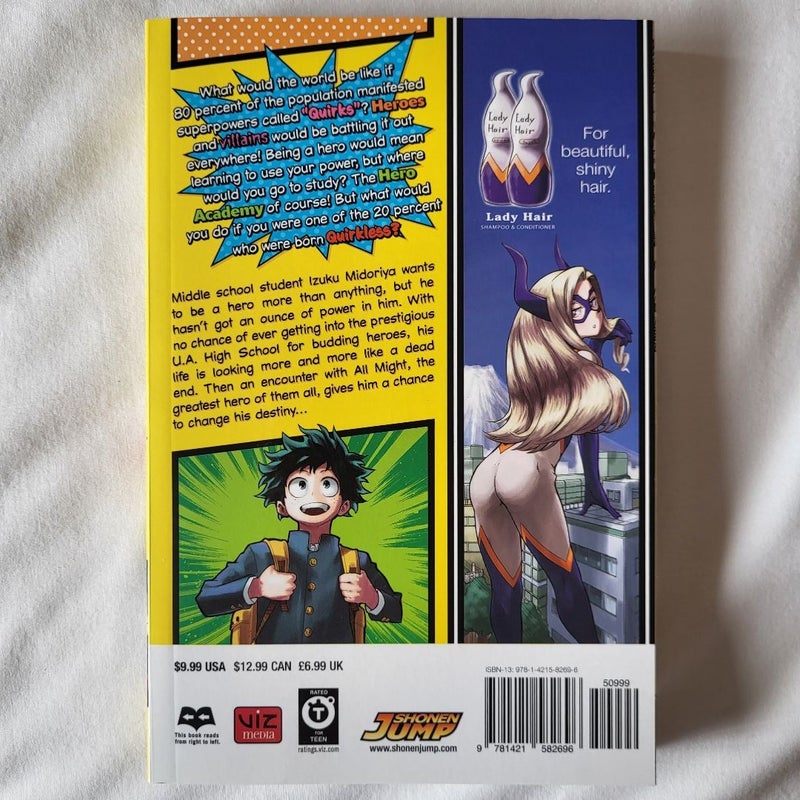 What would the world be like if
80 percent of the population manifested
superpowers called "Quirks"? Heroes
and villains would be battling it out
everywhere! Being a hero would mean
learning to use your power, but where
would you go to study? The Hero
Academy of course! But what would
you do if you were one of the 20 percent
who were born Quirkless?
Middle school student Izuku Midoriya wants
to be a hero more than anything, but he
hasn't got an ounce of power in him. With
no chance of ever getting into the prestigious
U.A. High School for budding heroes, his
life is looking more and more like a dead
end. Then an encounter with All Might, the
greatest hero of them all, gives him a chance
to change his destiny...
Lady Hair
Lady Hair
For
beautiful,
shiny
hair.
Lady Hair
SHAMPOO & CONDITIONER
$9.99 USA $12.99 CAN £6.99 UK
This book reads
from right to left.
VIZ
MEDIA
RATED
T
FOR
TEEN
ratings.viz.com
SHONEN
JUMP
www.shonenjump.com
ISBN-13: 978-1-4215-8269-6
50999
9 781421 582696